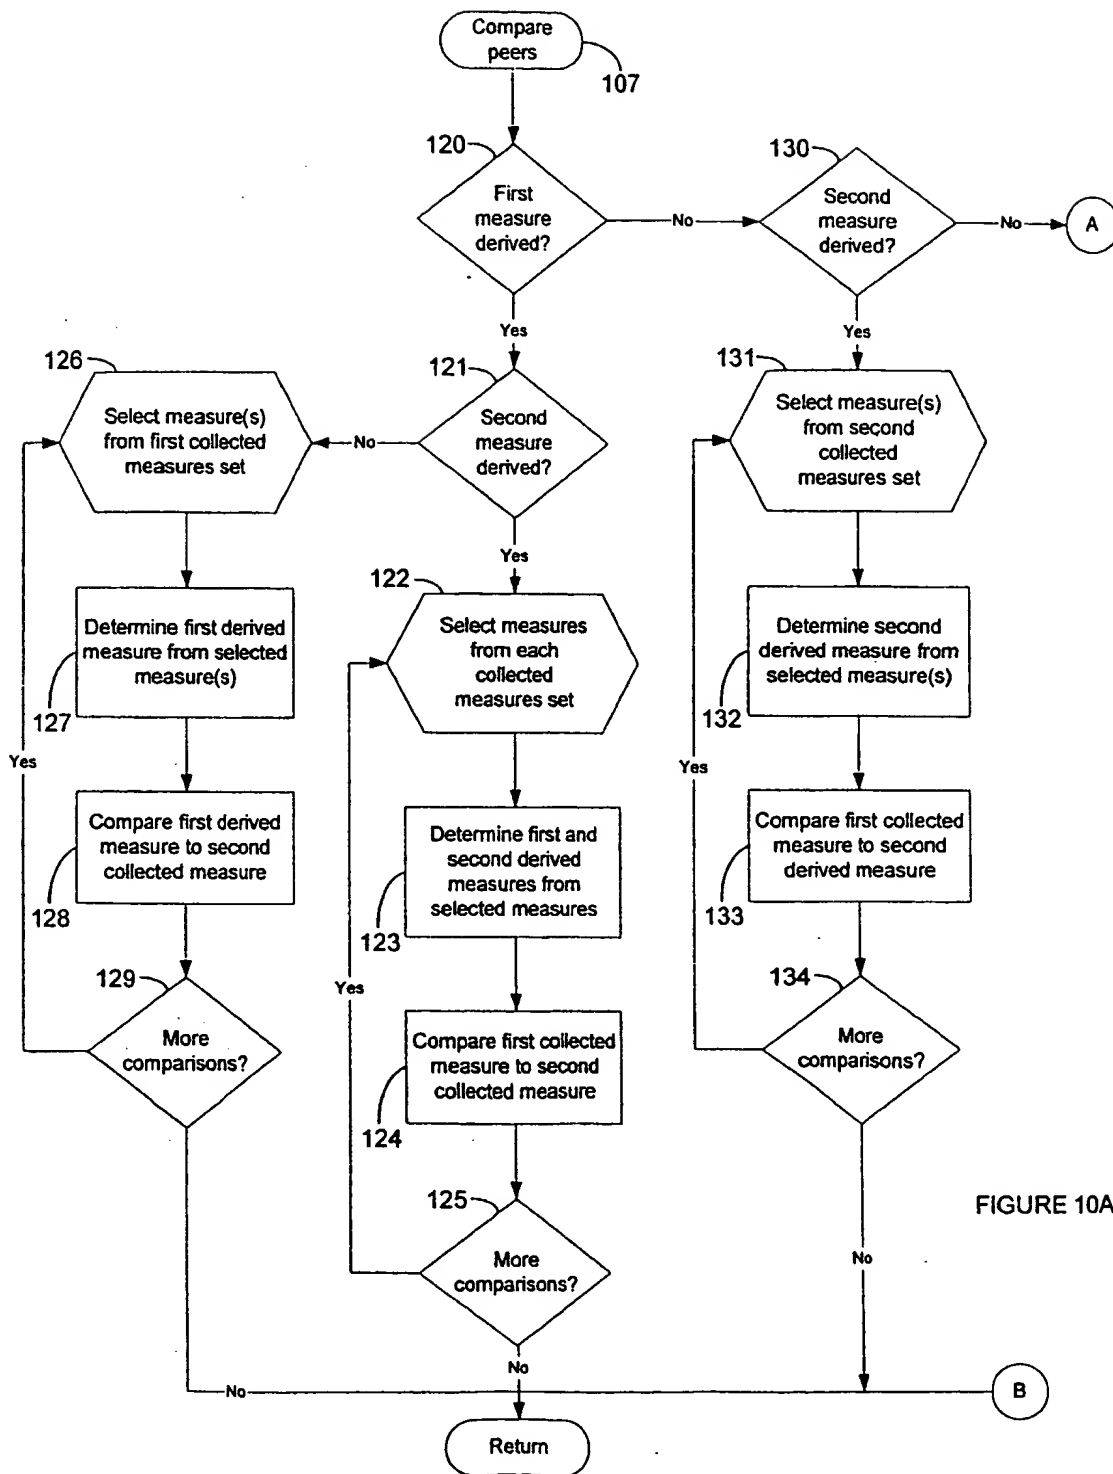 Compare
peers
107
120
130
First
measure
derived?
No
Second
measure
derived?
No
A
Yes
Yes
126
121
131
Select measure(s)
from first collected
measures set
No
Second
measure
derived?
Select measure(s)
from second
collected
measures set
Yes
122
Determine first derived
measure from selected
measure(s)
127
Select measures
from each
collected
measures set
Determine second
derived measure from
selected measure(s)
132
Yes
Yes
Compare first derived
measure to second
collected measure
128
Determine first and
second derived
measures from
selected measures
123
Compare first collected
measure to second
derived measure
133
129
134
Yes
More
comparisons?
Compare first collected
measure to second
collected measure
124
More
comparisons?
125
FIGURE 10A
More
comparisons?
No
No
No
B
Return